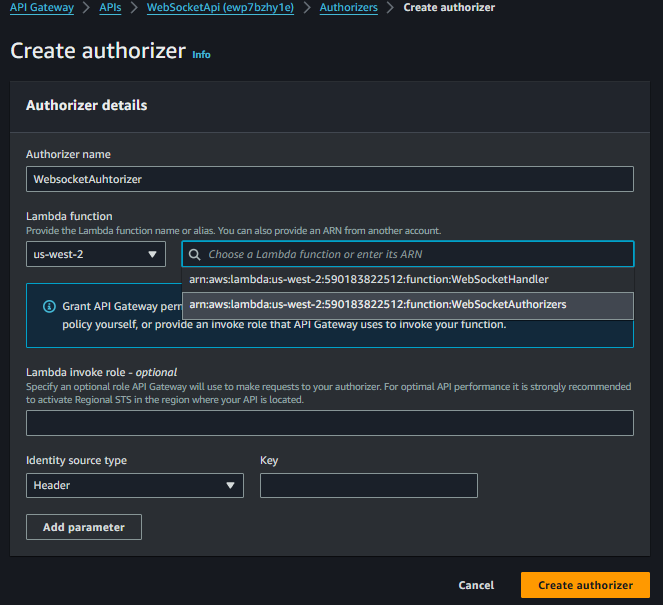 API Gateway > APIs > WebSocketApi (ewp7bzhy1e) > Authorizers > Create authorizer
Create authorizer Info
Authorizer details
Authorizer name
WebsocketAuhtorizer
Lambda function
Provide the Lambda function name or alias. You can also provide an ARN from another account.
us-west-2
Choose a Lambda function or enter its ARN
arn:aws:lambda:us-west-2:590183822512:function:WebSocketHandler
arn:aws:lambda:us-west-2:590183822512:function:WebSocketAuthorizers
Grant API Gateway
policy yourself, or provide an invoke role that API Gateway uses to invoke your function.
Lambda invoke role - optional
Specify an optional role API Gateway will use to make requests to your authorizer. For optimal API performance it is strongly recommended
to activate Regional STS in the region where your API is located.
Identity source type
Key
Header
Add parameter
Cancel
Create authorizer